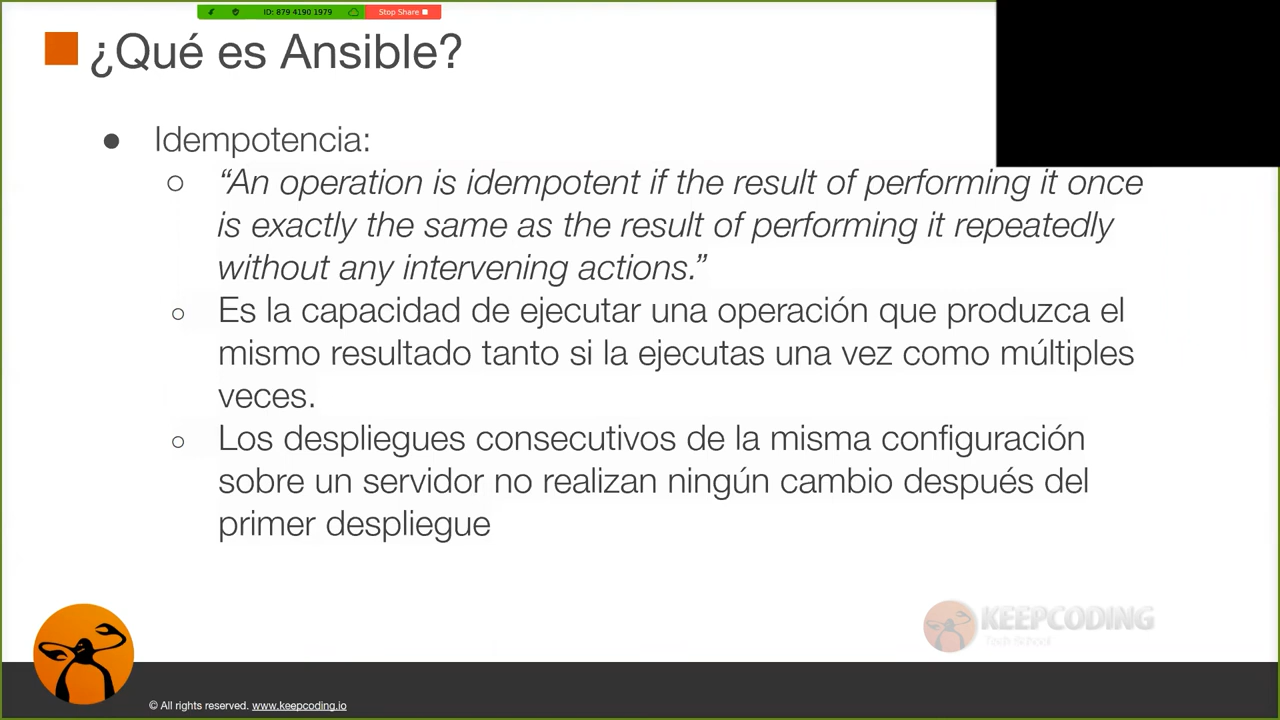 ID: 879 4190 1979
Stop Share
¿Qué es Ansible?
● Idempotencia:
○ “An operation is idempotent if the result of performing it once
is exactly the same as the result of performing it repeatedly
without any intervening actions.”
○ Es la capacidad de ejecutar una operación que produzca el
mismo resultado tanto si la ejecutas una vez como múltiples
veces.
○ Los despliegues consecutivos de la misma configuración
sobre un servidor no realizan ningún cambio después del
primer despliegue
KEEPCODING
Tech School
© All rights reserved. www.keepcoding.io